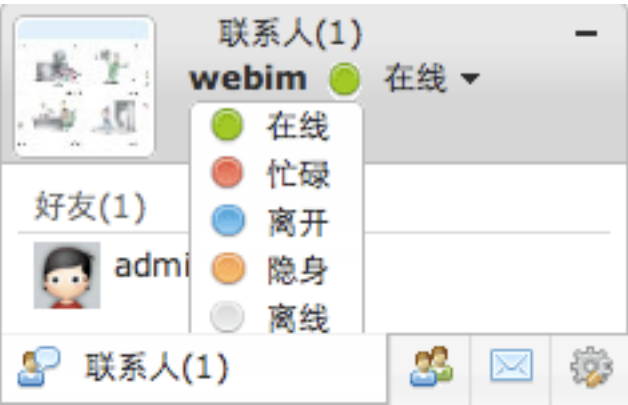 联系人(1)
webim 在线
在线
忙碌
离开
隐身
离线
好友(1)
admi
联系人(1)